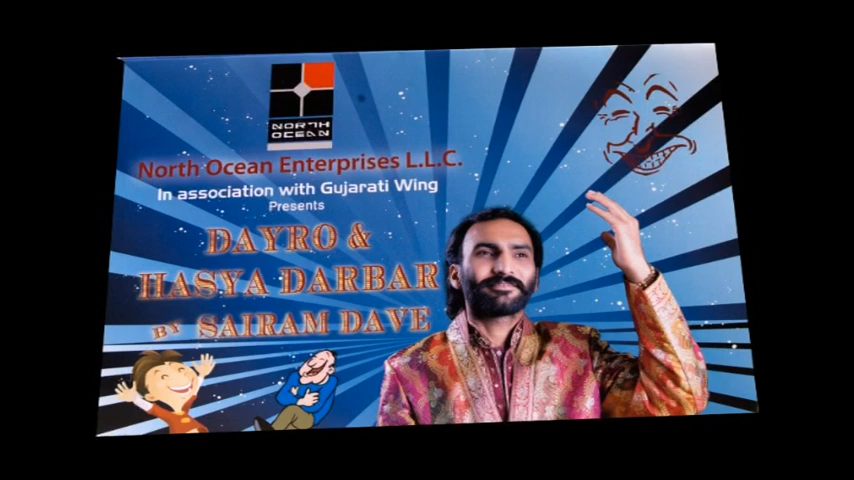 NORTH
OCEAN
North Ocean Enterprises L.L.C.
In association with Gujarati Wing
Presents
DAYRO &
HASYA DARBAR
BY SAIRAM DAVE